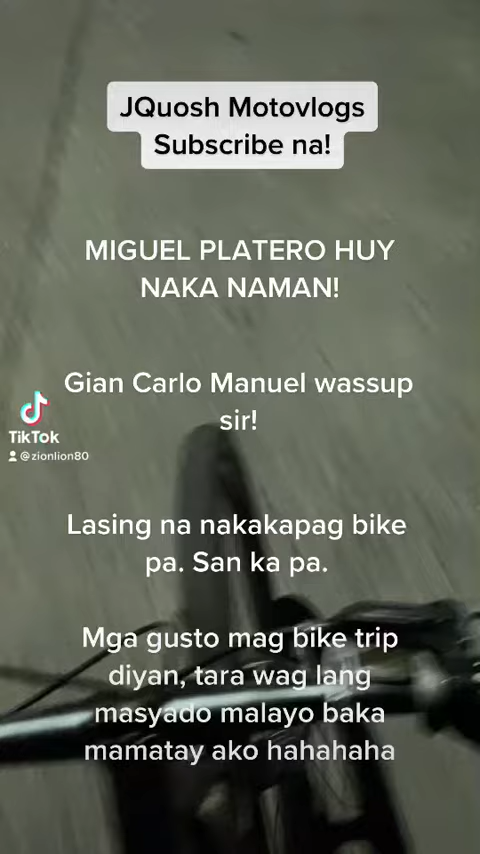 JQuosh Motovlogs
Subscribe na!
MIGUEL PLATERO HUY
NAKA NAMAN!
Gian Carlo Manuel wassup
sir!
TikTok
@zionlion80
Lasing na nakakapag bike
pa. San ka pa.
Mga gusto mag bike trip
diyan, tara wag lang
masyado malayo baka
mamatay ako hahahaha